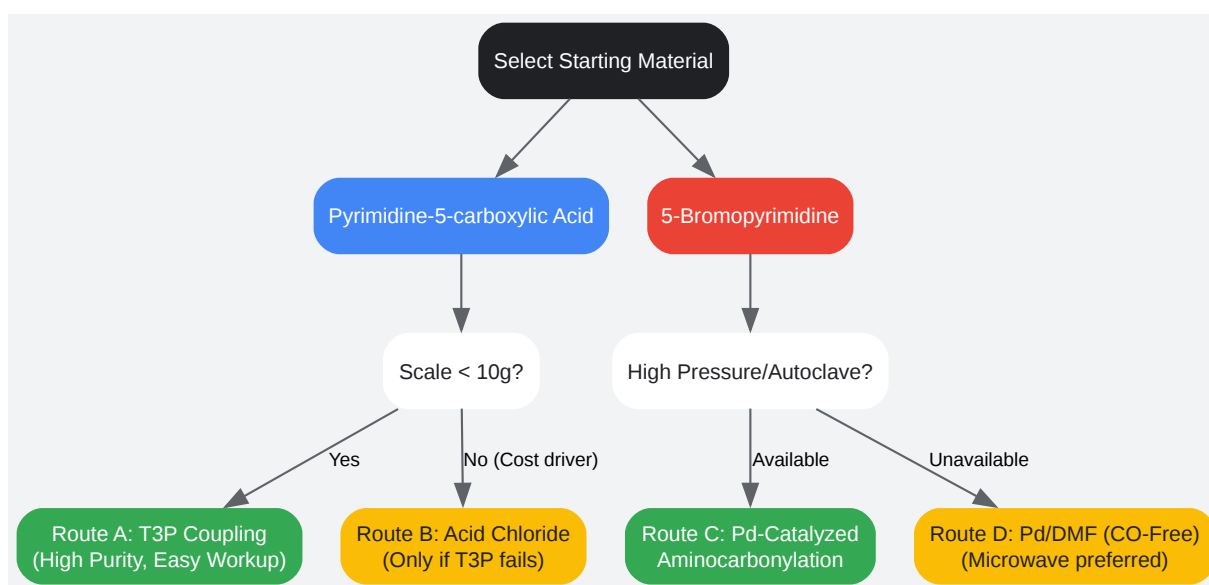 Select Starting Material
Pyrimidine-5-carboxylic Acid
5-Bromopyrimidine
Scale < 10g?
High Pressure/Autoclave?
Yes
No (Cost driver)
Available
Unavailable
Route A: T3P Coupling
(High Purity, Easy Workup)
Route B: Acid Chloride
(Only if T3P fails)
Route C: Pd-Catalyzed
Aminocarbonylation
Route D: Pd/DMF (CO-Free)
(Microwave preferred)